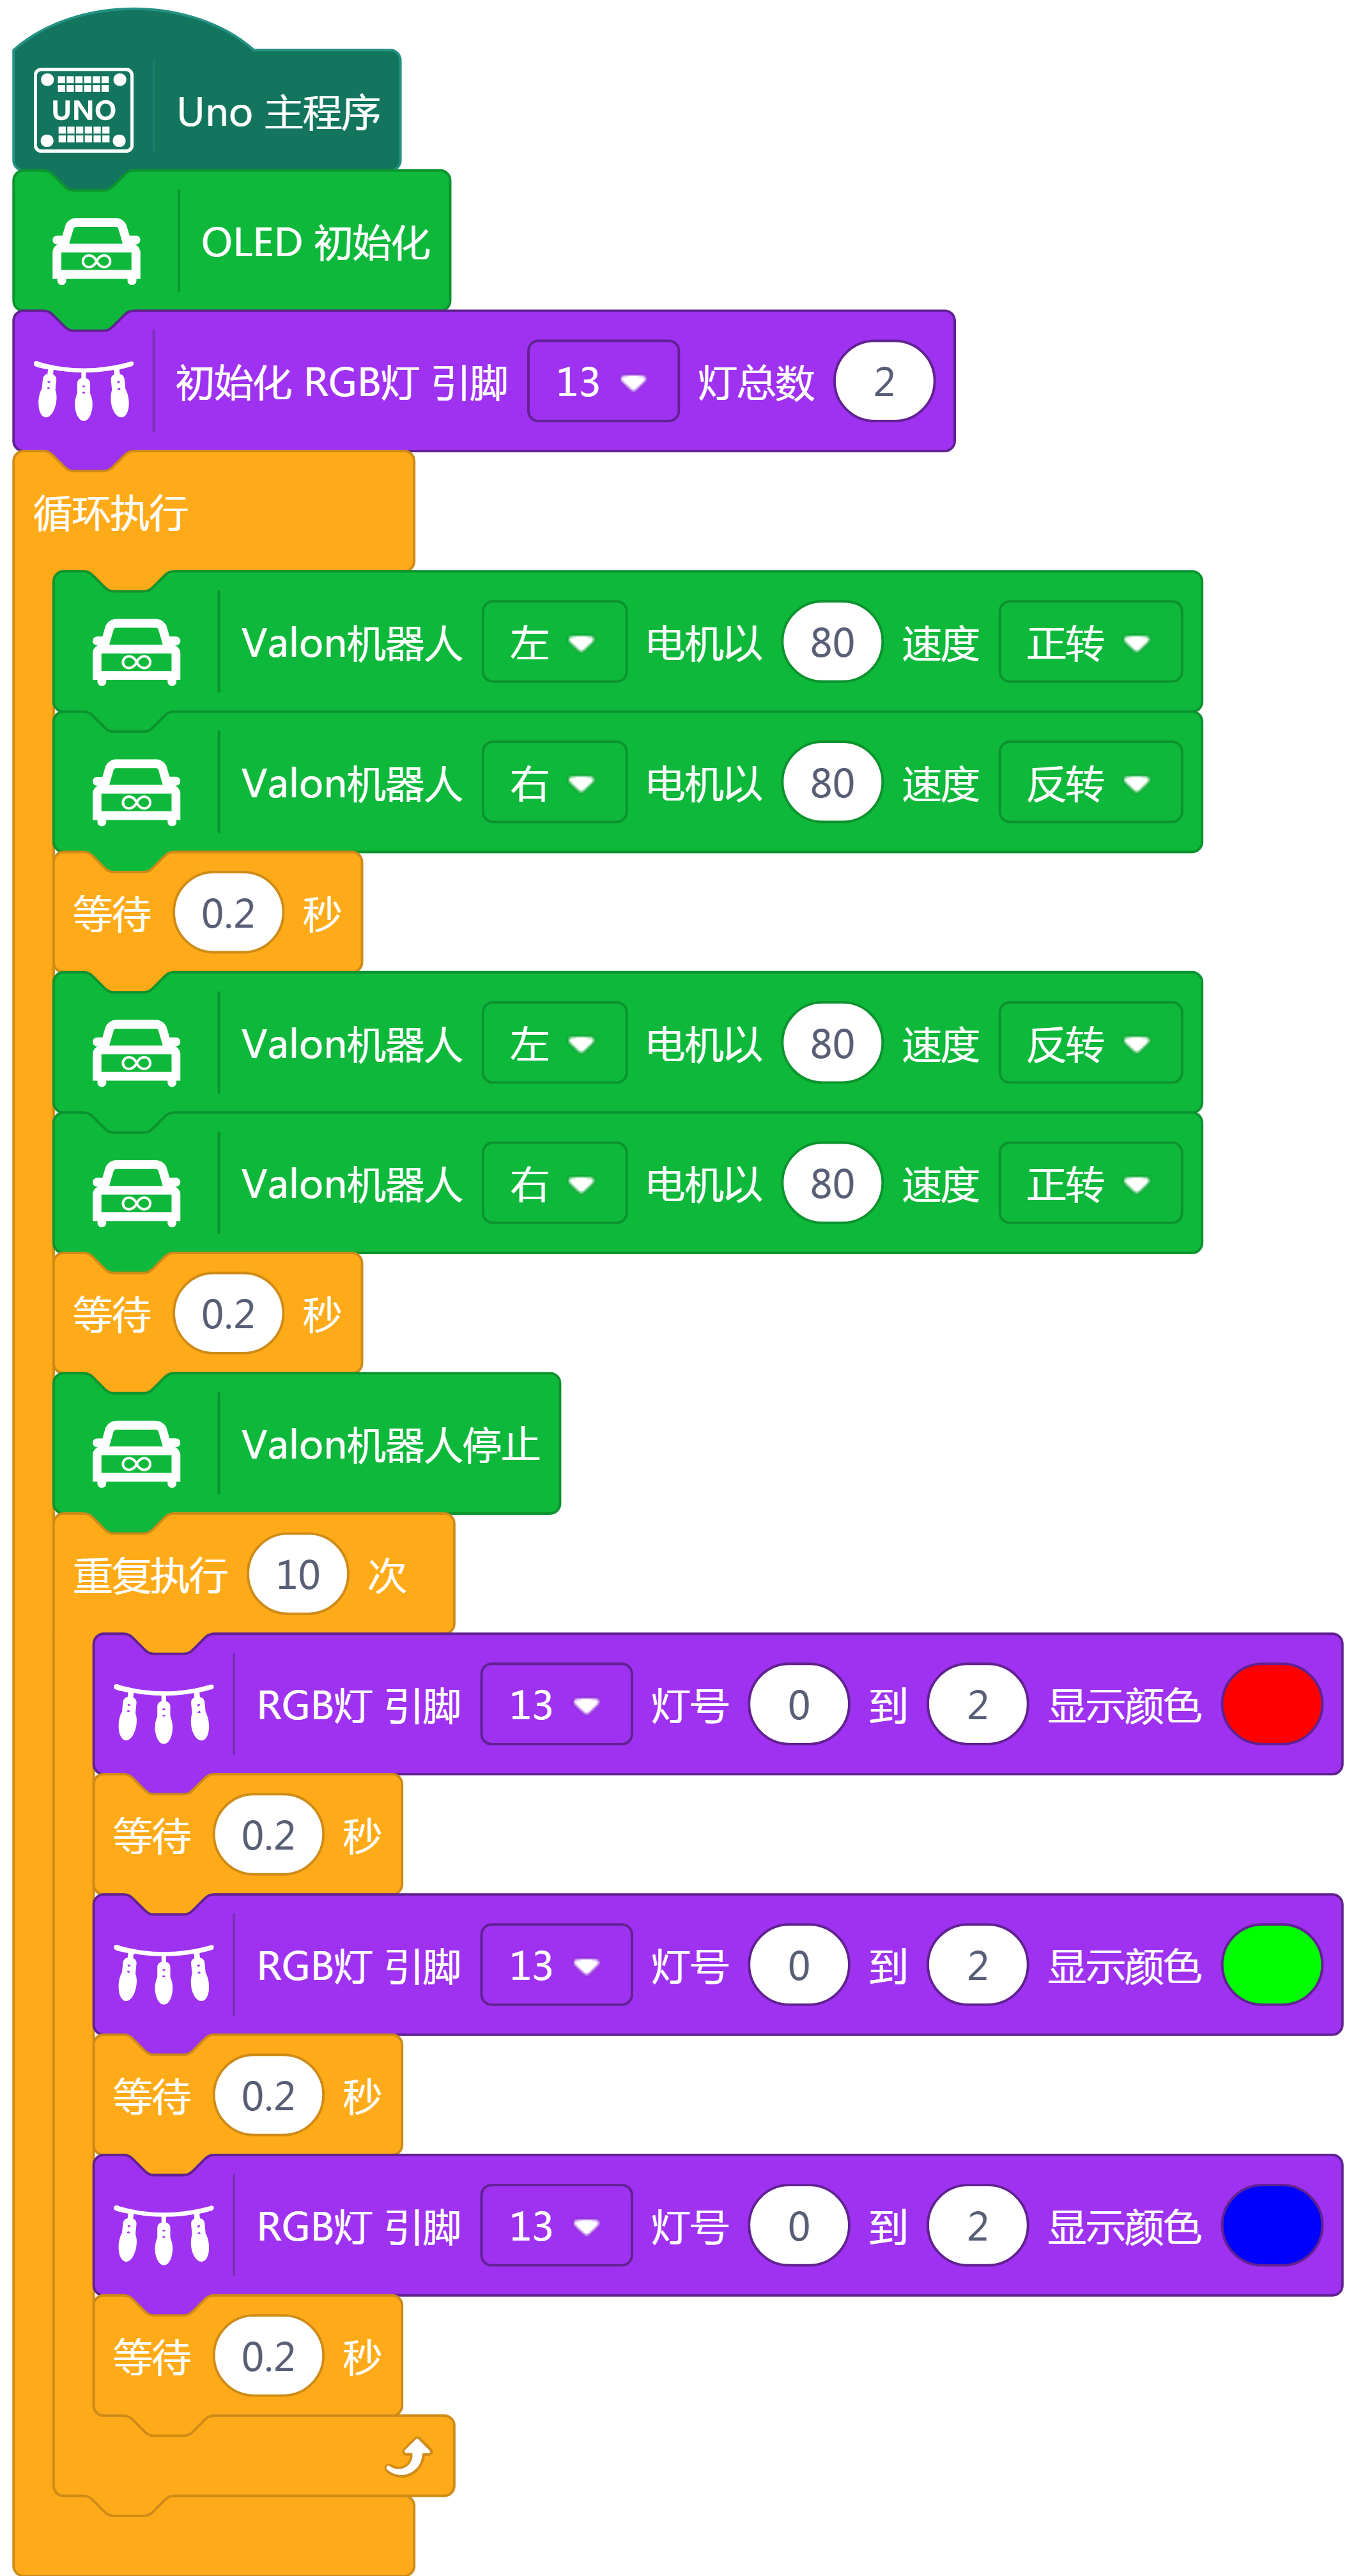 UNO Uno 主程序
OLED 初始化
初始化 RGB灯 引脚 13 灯总数 2
循环执行
Valon机器人 左 电机以 80 速度 正转
Valon机器人 右 电机以 80 速度 反转
等待 0.2 秒
Valon机器人 左 电机以 80 速度 反转
Valon机器人 右 电机以 80 速度 正转
等待 0.2 秒
Valon机器人停止
重复执行 10 次
RGB灯 引脚 13 灯号 0 到 2 显示颜色
等待 0.2 秒
RGB灯 引脚 13 灯号 0 到 2 显示颜色
等待 0.2 秒
RGB灯 引脚 13 灯号 0 到 2 显示颜色
等待 0.2 秒